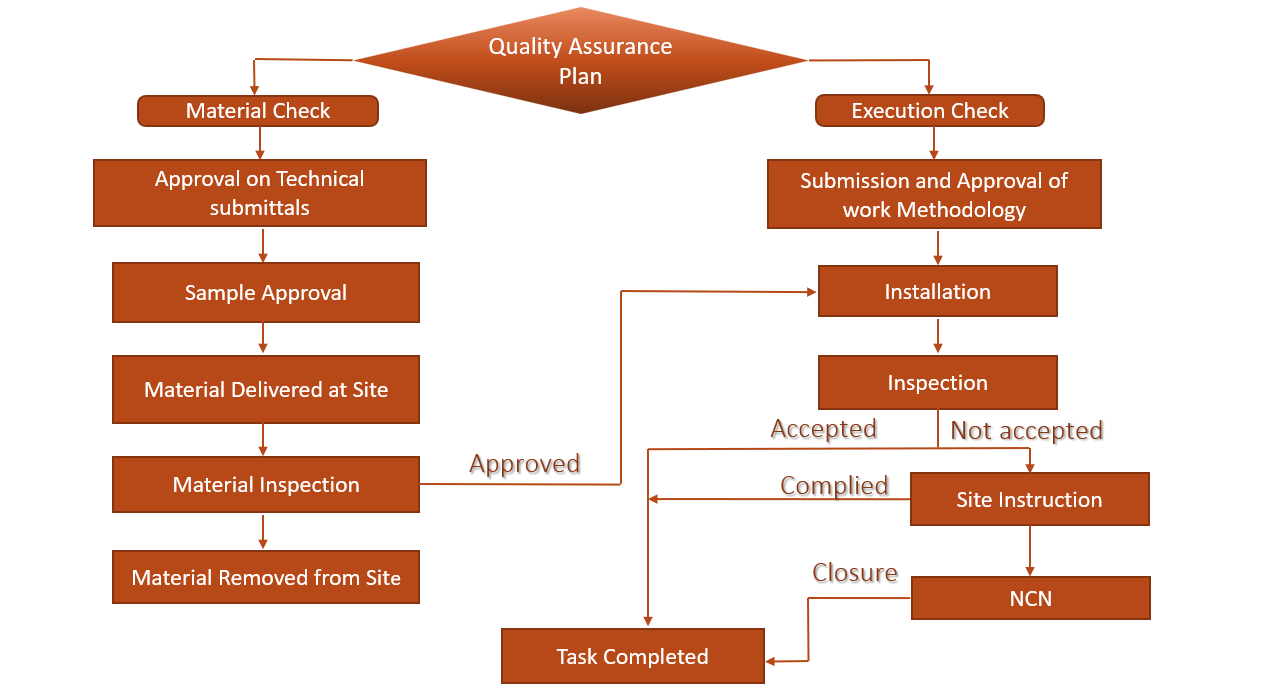 Quality Assurance
Plan
Material Check
Execution Check
Approval on Technical
submittals
Submission and Approval of
work Methodology
Sample Approval
Installation
Material Delivered at Site
Inspection
Accepted
Not accepted
Approved
Material Inspection
Complied
Site Instruction
Material Removed from Site
Closure
NCN
Task Completed